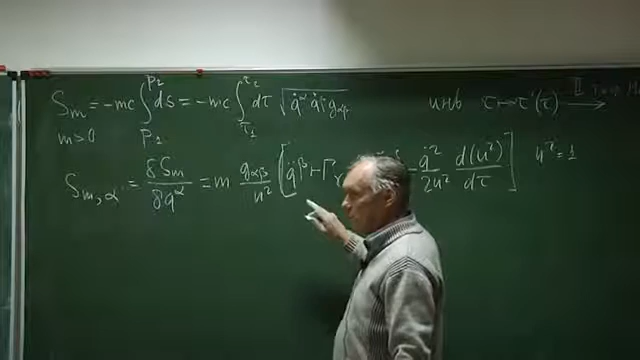 S_m = -mc ∫_{p_1}^{p_2} ds = -mc ∫_{τ_1}^{τ_2} dτ √(q̇^α q̇^β g_{αβ}) инв τ ↦ τ'(τ) II
m>0
S_{m,α} = δS_m / δq^α = m g_{αβ} / u² [ q̈^β + Γ q̇ / 2u² d(u²) / dτ ] u² = 1